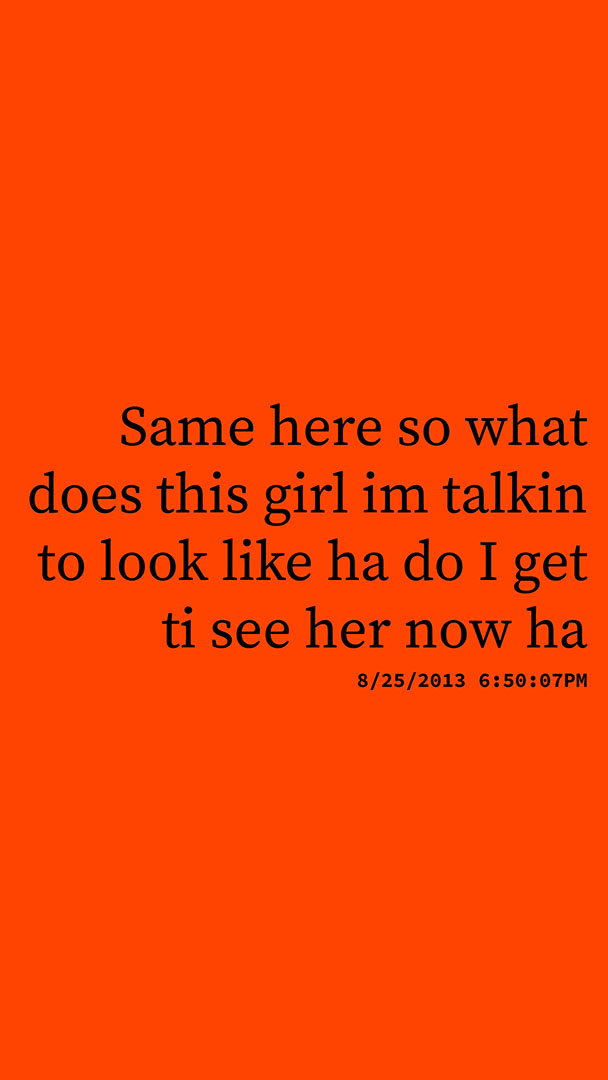 Same here so what
does this girl im talkin
to look like ha do I get
ti see her now ha
8/25/2013 6:50:07PM